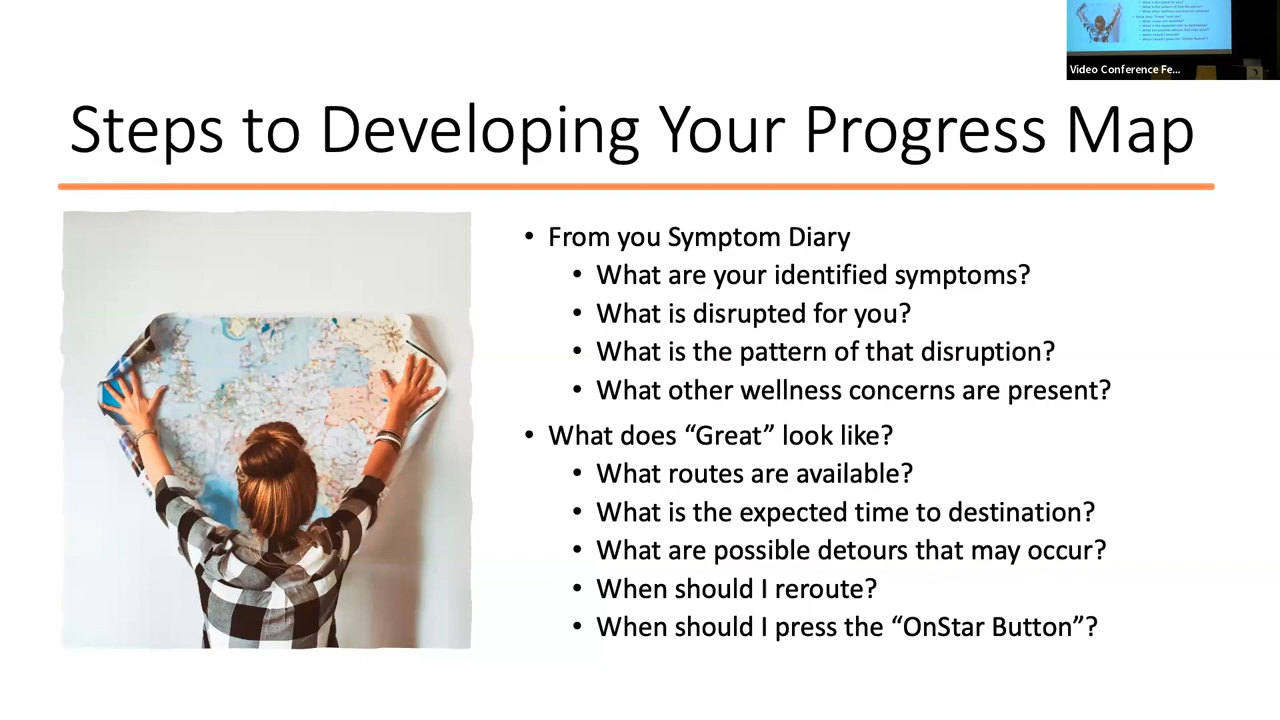 Video Conference Fe...
Steps to Developing Your Progress Map
• From you Symptom Diary
• What are your identified symptoms?
• What is disrupted for you?
• What is the pattern of that disruption?
• What other wellness concerns are present?
• What does “Great” look like?
• What routes are available?
• What is the expected time to destination?
• What are possible detours that may occur?
• When should I reroute?
• When should I press the “OnStar Button”?